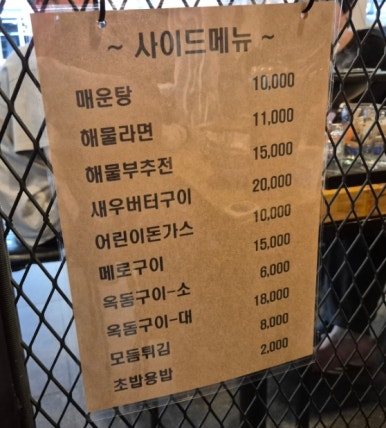 ~ 사이드메뉴 ~
매운탕 10,000
해물라면 11,000
해물부추전 15,000
새우버터구이 20,000
어린이돈가스 10,000
메로구이 15,000
옥돔구이-소 6,000
옥돔구이-대 18,000
모듬튀김 8,000
초밥용밥 2,000